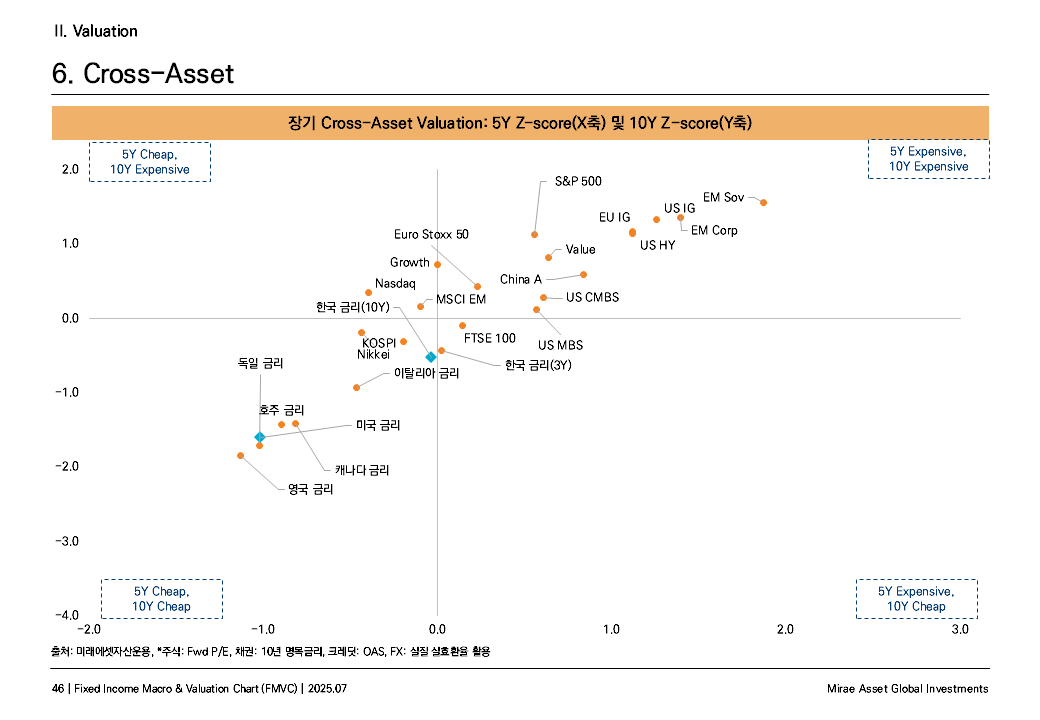 II. Valuation
6. Cross-Asset
장기 Cross-Asset Valuation: 5Y Z-score(X축) 및 10Y Z-score(Y축)
5Y Cheap,
10Y Expensive
5Y Expensive,
10Y Expensive
2.0
1.0
0.0
-1.0
-2.0
-3.0
-4.0
S&P 500
EM Sov
US IG
EU IG
EM Corp
US HY
Euro Stoxx 50
Value
Growth
China A
Nasdaq
MSCI EM
US CMBS
한국 금리(10Y)
FTSE 100
KOSPI
US MBS
Nikkei
한국 금리(3Y)
독일 금리
이탈리아 금리
호주 금리
미국 금리
캐나다 금리
영국 금리
5Y Cheap,
10Y Cheap
5Y Expensive,
10Y Cheap
-2.0
-1.0
0.0
1.0
2.0
3.0
출처: 미래에셋자산운용, *주식: Fwd P/E, 채권: 10년 명목금리, 크레딧: OAS, FX: 실질 실효환율 활용
46 | Fixed Income Macro & Valuation Chart (FMVC) | 2025.07
Mirae Asset Global Investments